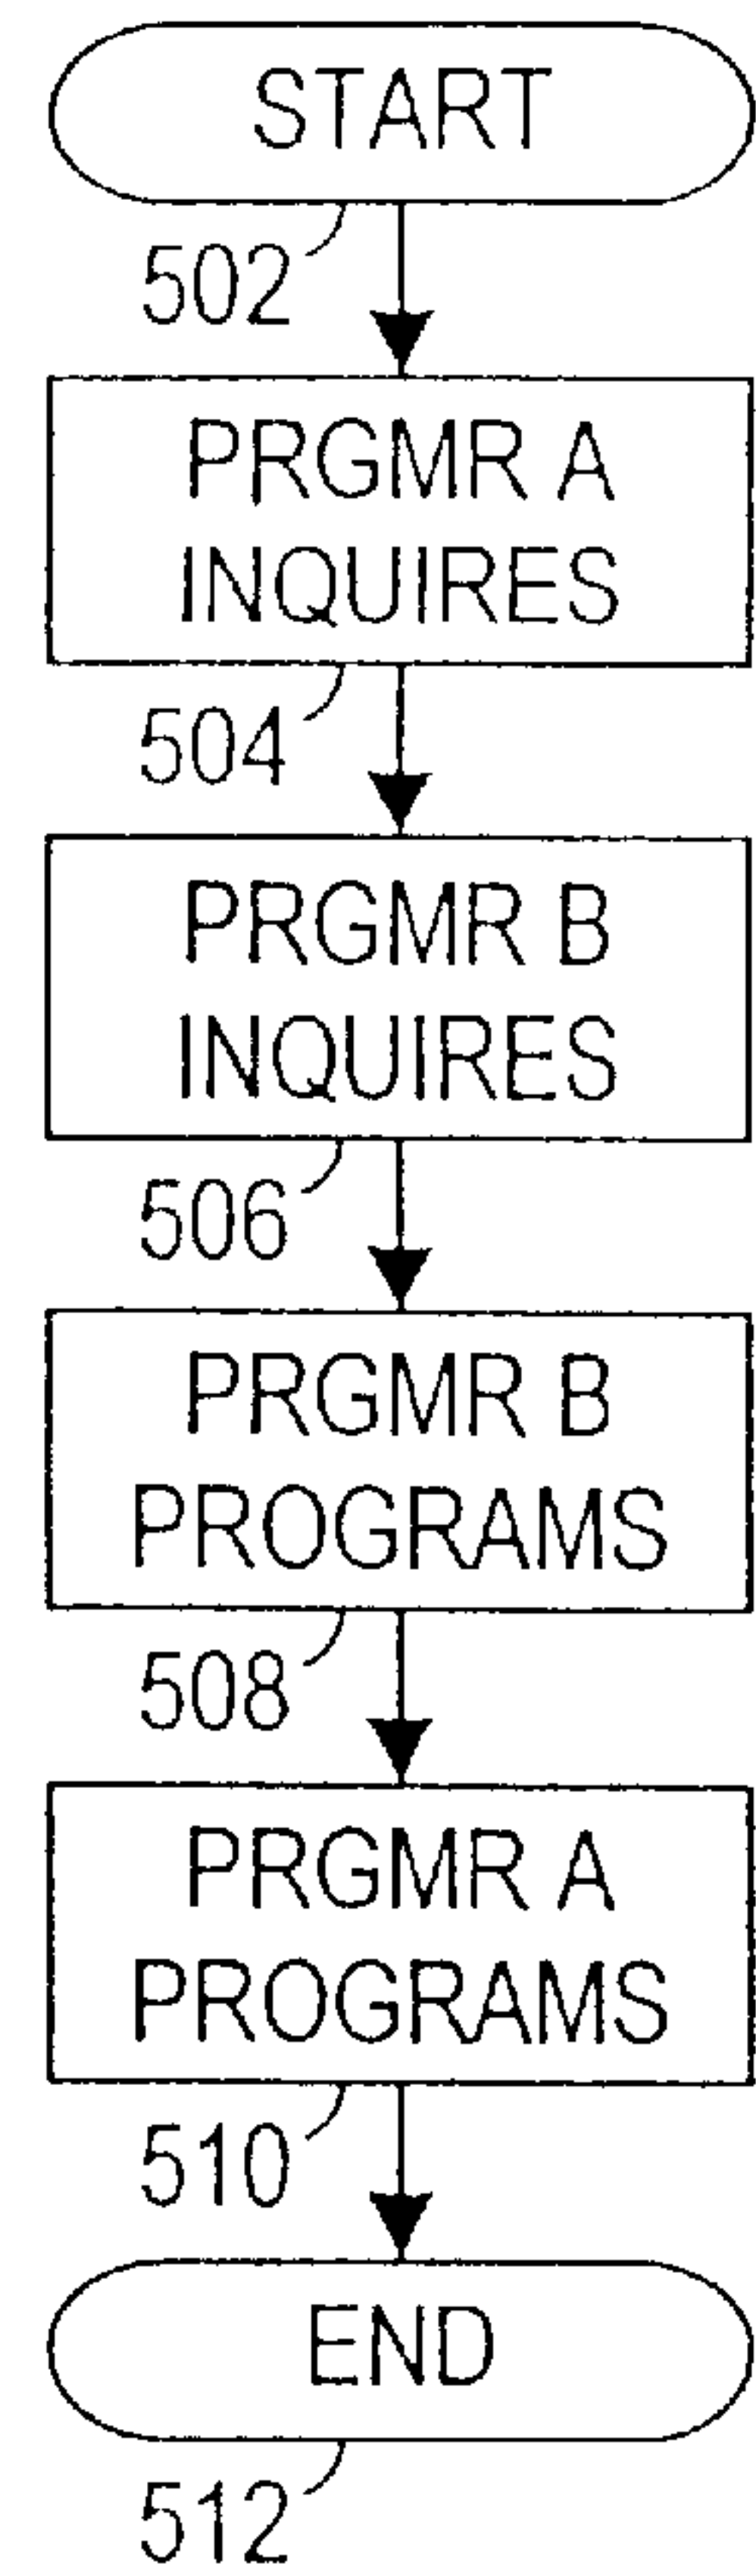 START
502
PRGMR A
INQUIRES
504
PRGMR B
INQUIRES
506
PRGMR B
PROGRAMS
508
PRGMR A
PROGRAMS
510
END
512